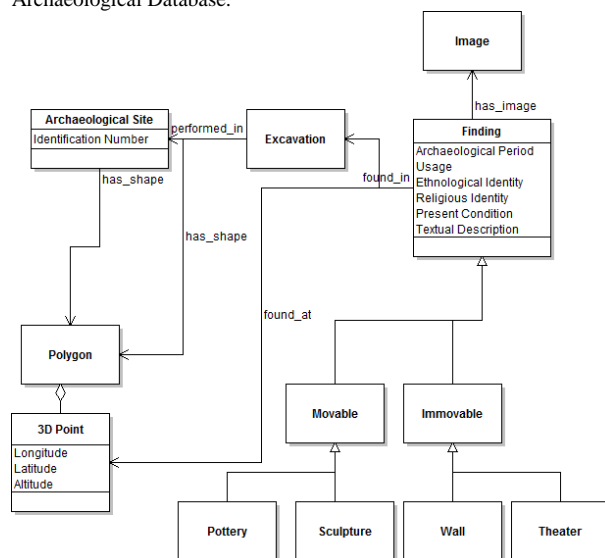 Archaeological Database.
Image
has_image
Archaeological Site
Identification Number
performed_in
Excavation
Finding
Archaeological Period
Usage
Ethnological Identity
Religious Identity
Present Condition
Textual Description
found_in
has_shape
has_shape
found_at
Polygon
3D Point
Longitude
Latitude
Altitude
Movable
Immovable
Pottery
Sculpture
Wall
Theater